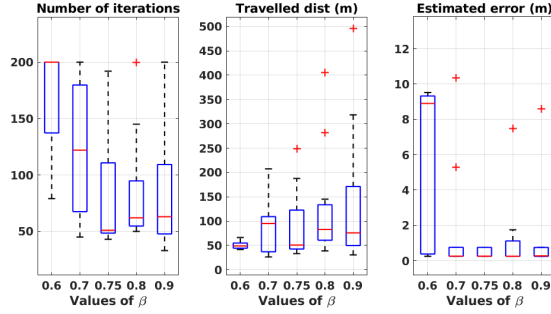 Number of iterations
200
150
100
50
0.6 0.7 0.75 0.8 0.9
Values of β
Travelled dist (m)
500
450
400
350
300
250
200
150
100
50
0
0.6 0.7 0.75 0.8 0.9
Values of β
Estimated error (m)
12
10
8
6
4
2
0
0.6 0.7 0.75 0.8 0.9
Values of β